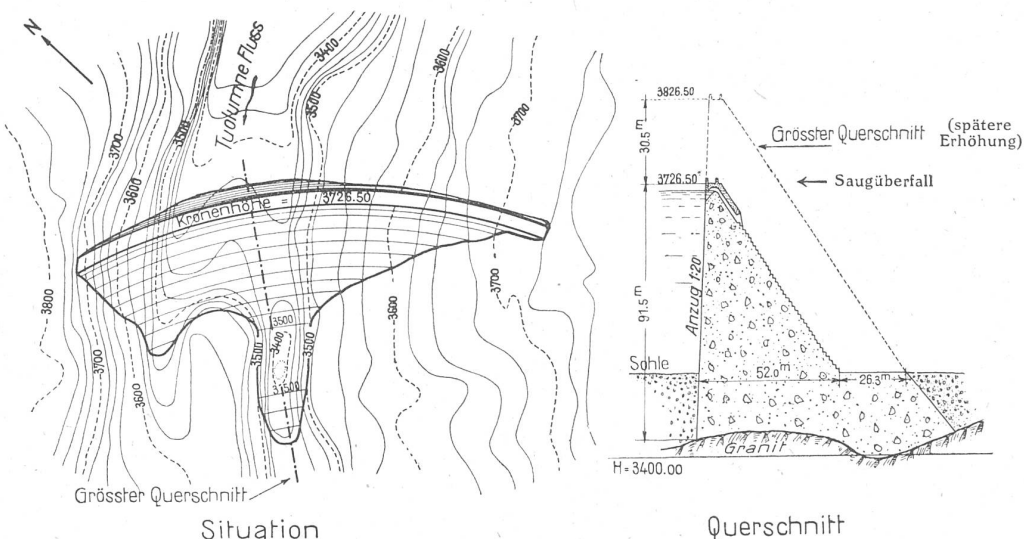 N
Tuolumne Fluss
3400
3500
3500
3600
3700
3600
3700
Kronenhöhe = 3726.50
3800
3700
3600
3500
3400
3500
3500
3500
3600
3700
Grösster Querschnitt
Situation
3826.50
30.5 m
Grösster Querschnitt (spätere Erhöhung)
3726.50
Saugüberfall
Anzug 1:20
91.5 m
Sohle
52.0 m
26.3 m
Granit
H = 3400.00
Querschnitt